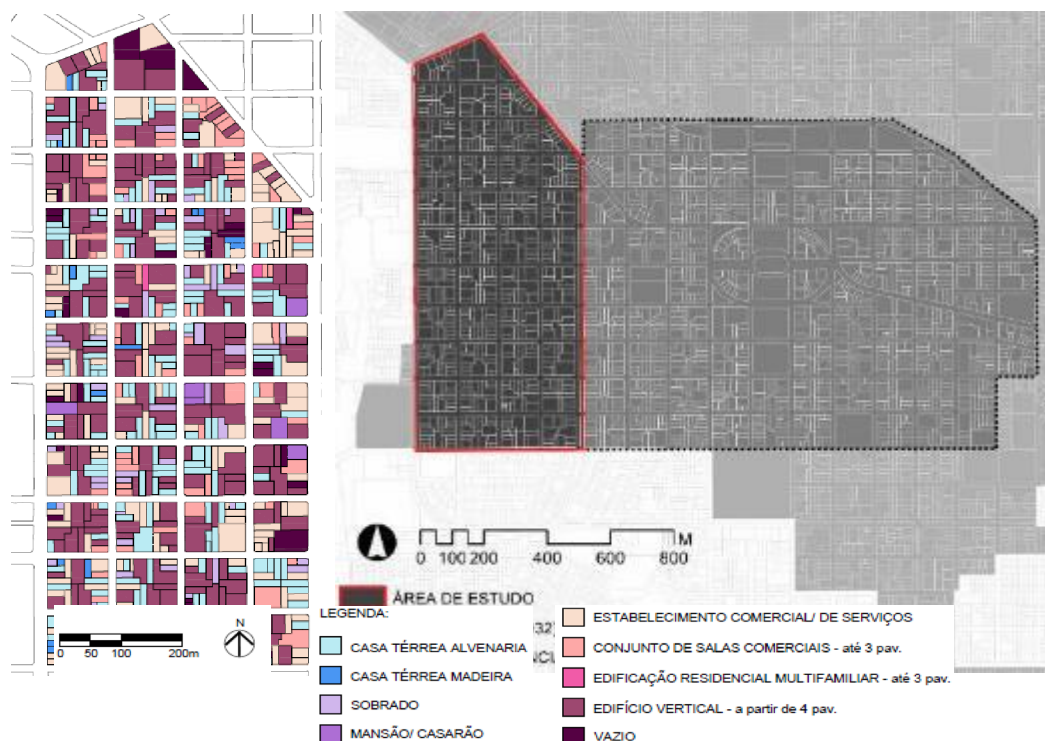 M
0 100 200 400 600 800
ÁREA DE ESTUDO
N
0 50 100 200m
LEGENDA:
CASA TÉRREA ALVENARIA
CASA TÉRREA MADEIRA
SOBRADO
MANSÃO/ CASARÃO
32)
ESTABELECIMENTO COMERCIAL/ DE SERVIÇOS
CONJUNTO DE SALAS COMERCIAIS - até 3 pav.
EDIFICAÇÃO RESIDENCIAL MULTIFAMILIAR - até 3 pav.
EDIFÍCIO VERTICAL - a partir de 4 pav.
VAZIO